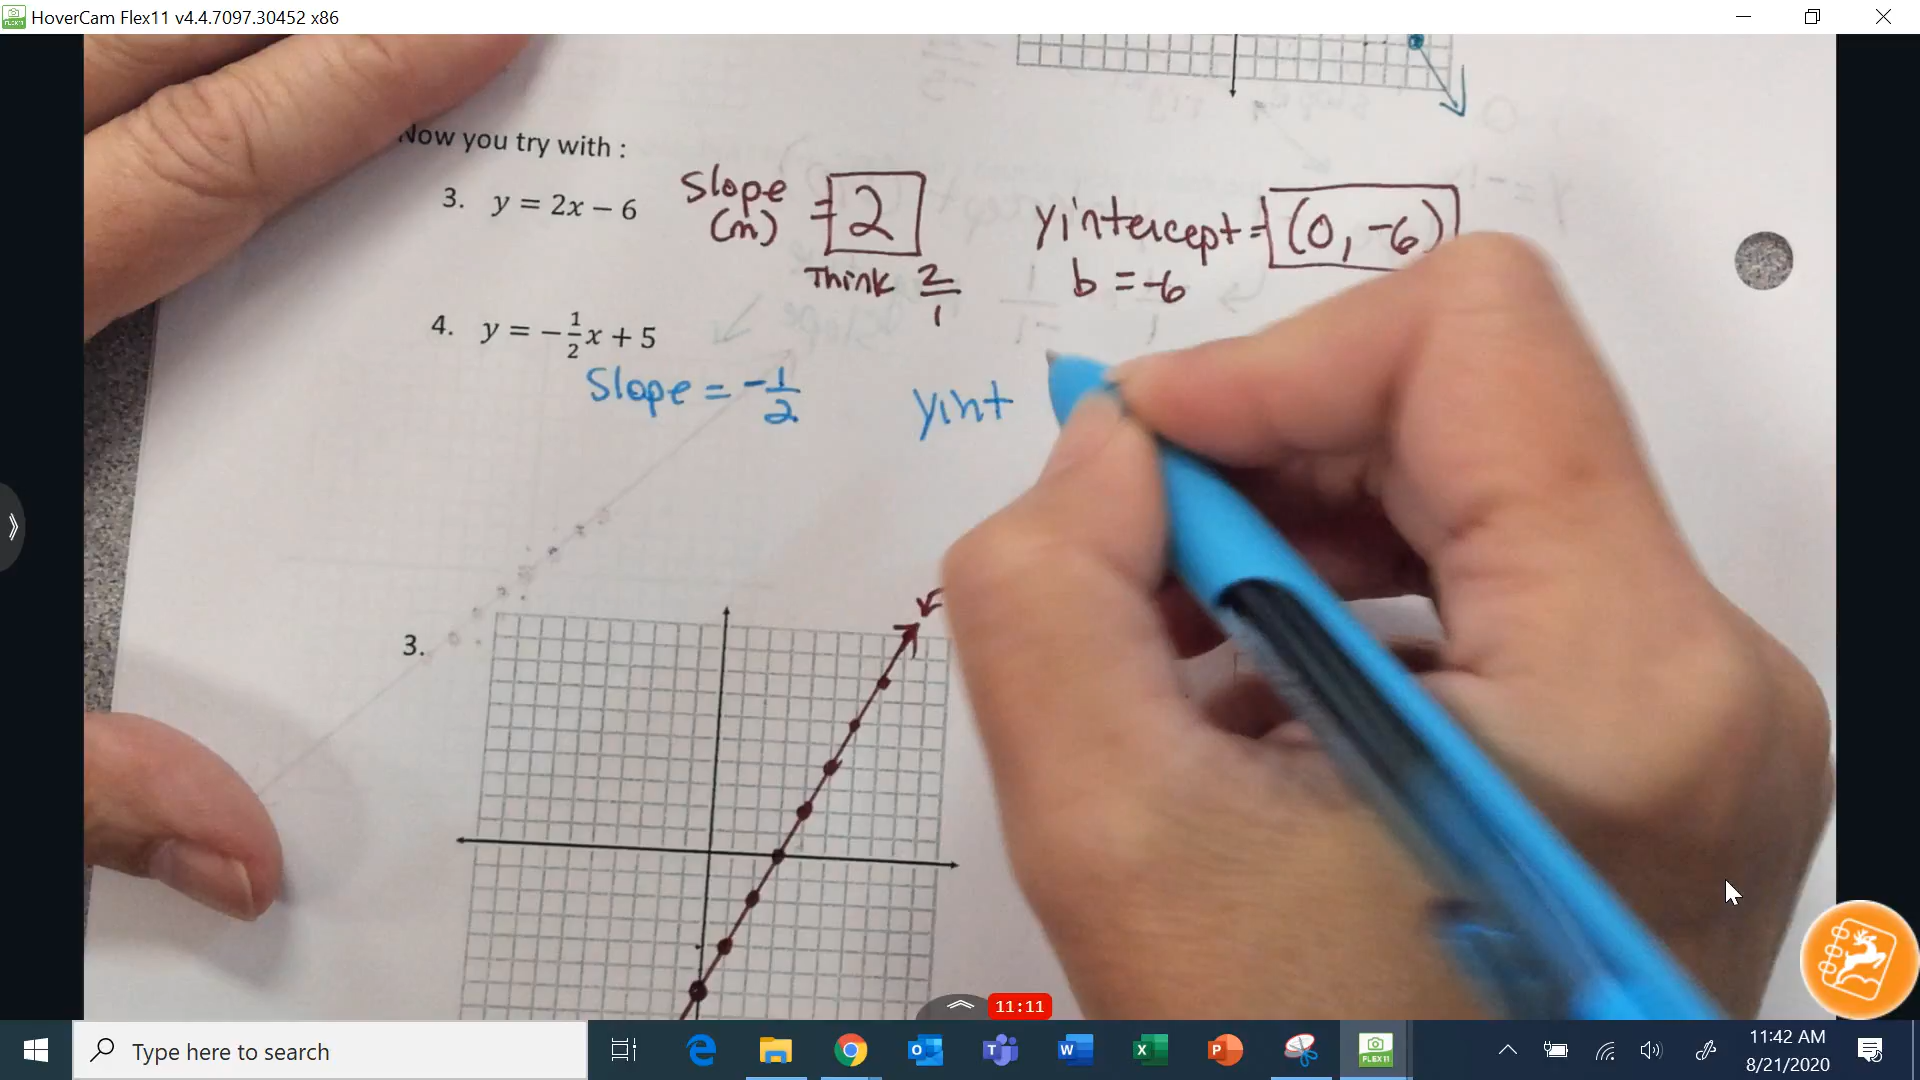 HoverCam Flex11 v4.4.7097.30452 x86
Now you try with :
3. y = 2x − 6
Slope (m) = 2
Think 2/1
yintercept = (0, -6)
b = -6
4. y = −1/2x + 5
Slope = -1/2
yint
3.
11:11
Type here to search
11:42 AM
8/21/2020